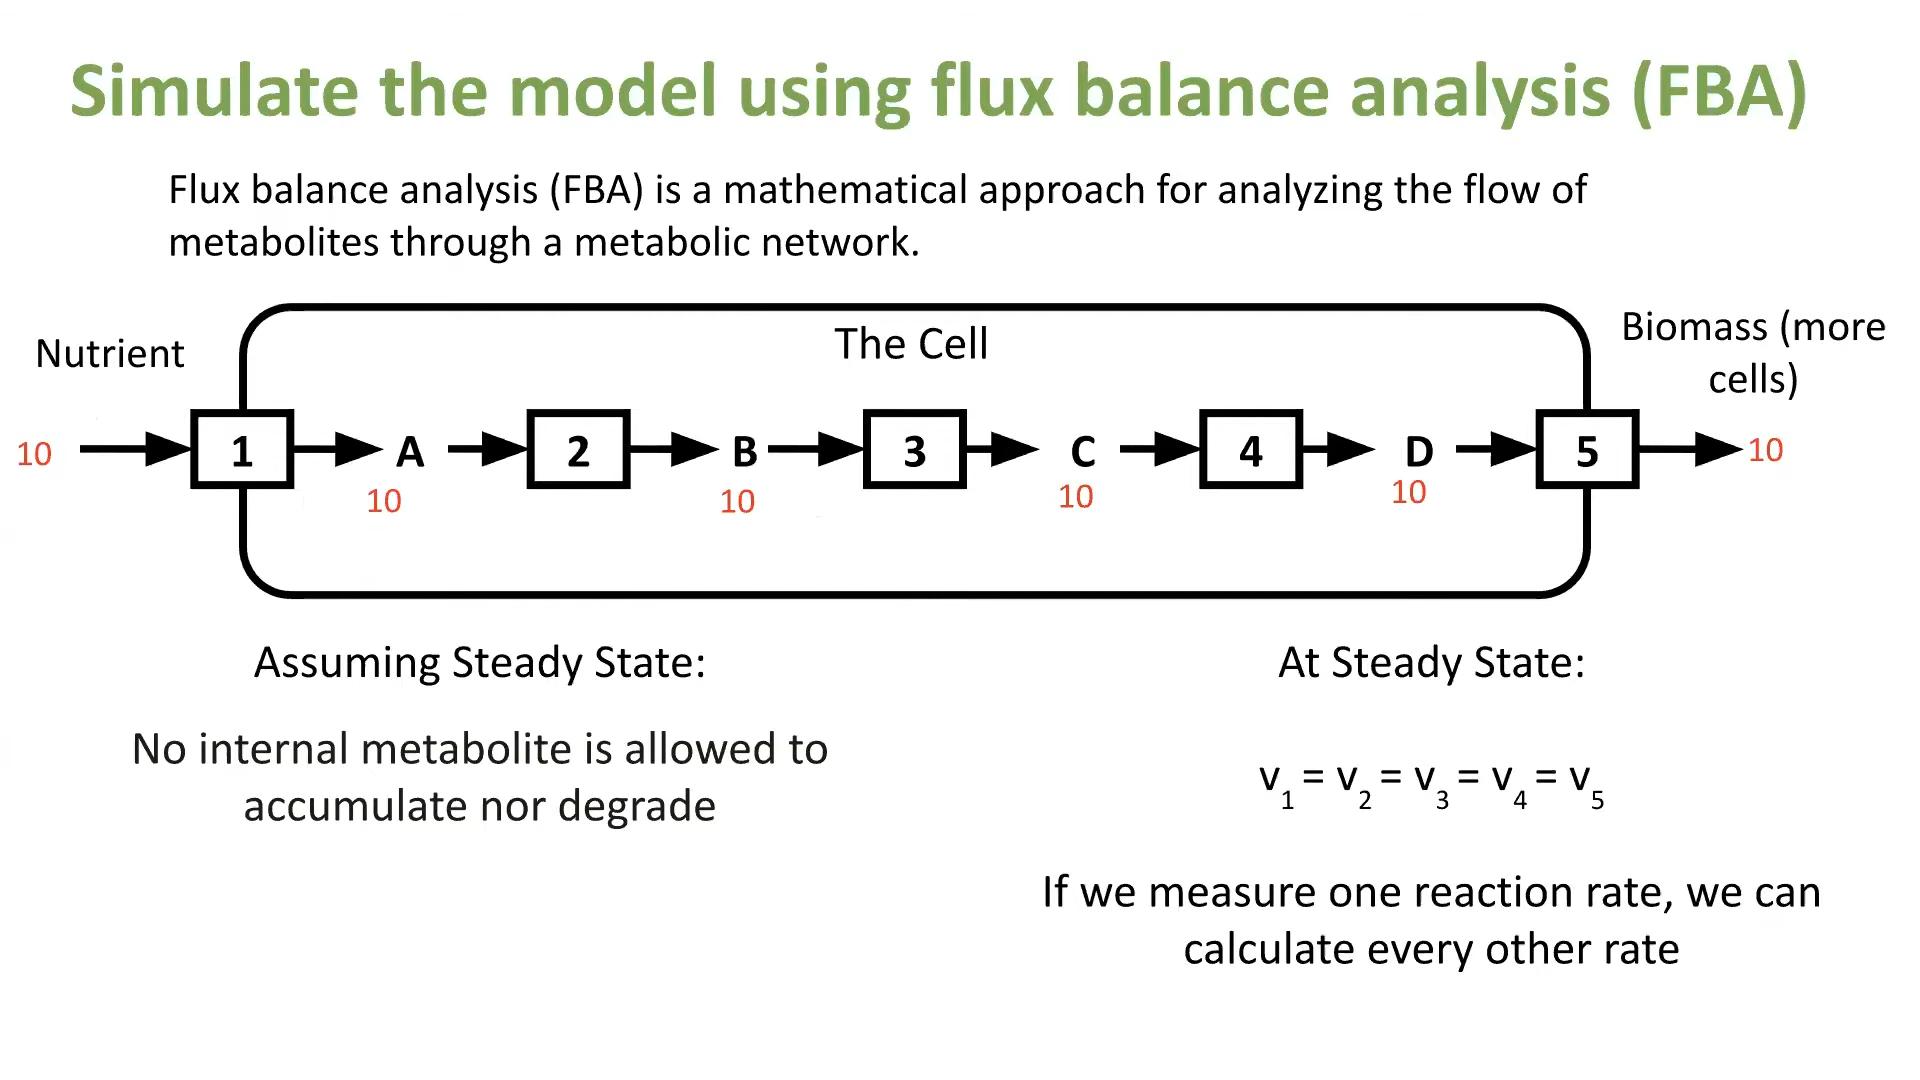 Simulate the model using flux balance analysis (FBA)
Flux balance analysis (FBA) is a mathematical approach for analyzing the flow of
metabolites through a metabolic network.
Nutrient
The Cell
Biomass (more
cells)
10 1 A 2 B 3 C 4 D 5 10
10 10 10 10
Assuming Steady State:
No internal metabolite is allowed to
accumulate nor degrade
At Steady State:
v₁ = v₂ = v₃ = v₄ = v₅
If we measure one reaction rate, we can
calculate every other rate